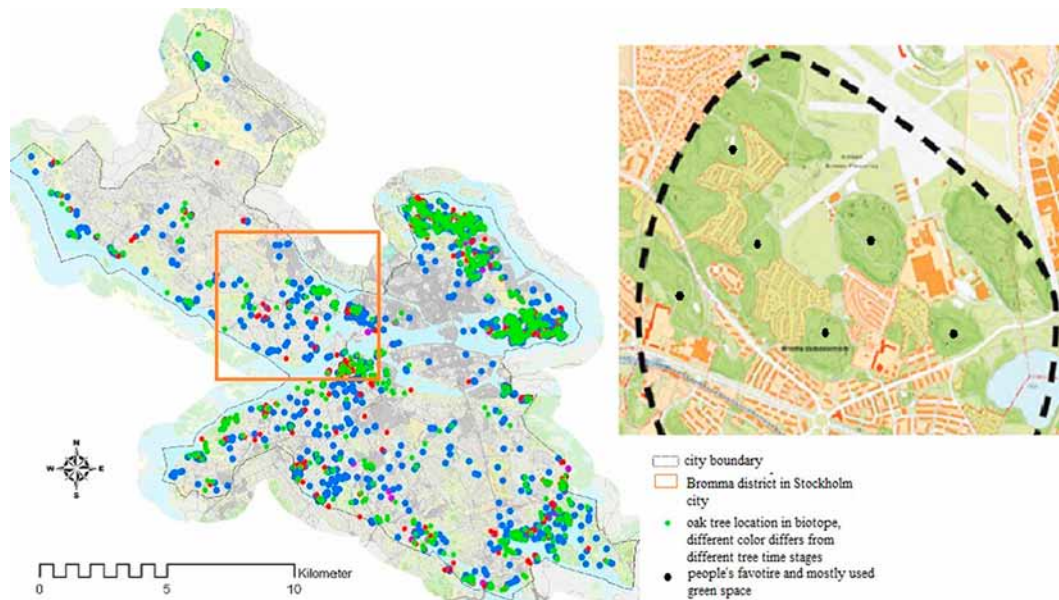 N
W E
S
Kilometer
0 5 10
city boundary
Bromma district in Stockholm
city
oak tree location in biotope,
different color differs from
different tree time stages
people's favotire and mostly used
green space